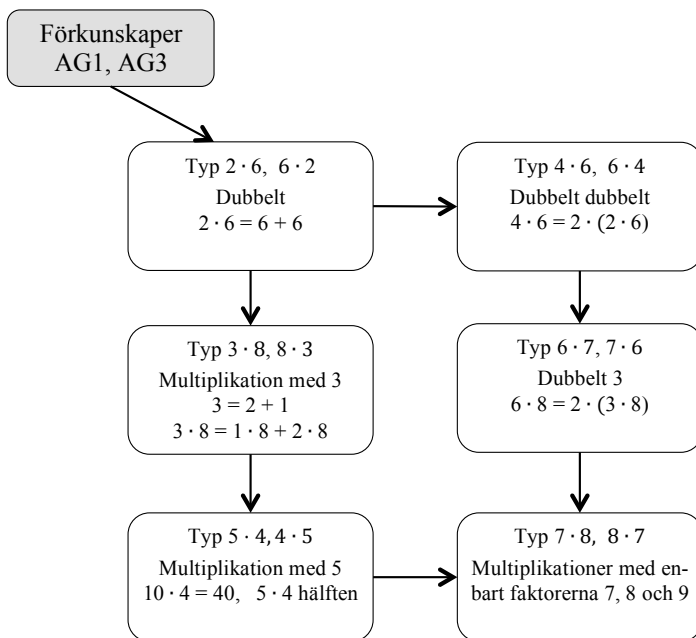 Förkunskaper
AG1, AG3
Typ 2 · 6, 6 · 2
Dubbelt
2 · 6 = 6 + 6
Typ 4 · 6, 6 · 4
Dubbelt dubbelt
4 · 6 = 2 · (2 · 6)
Typ 3 · 8, 8 · 3
Multiplikation med 3
3 = 2 + 1
3 · 8 = 1 · 8 + 2 · 8
Typ 6 · 7, 7 · 6
Dubbelt 3
6 · 8 = 2 · (3 · 8)
Typ 5 · 4, 4 · 5
Multiplikation med 5
10 · 4 = 40, 5 · 4 hälften
Typ 7 · 8, 8 · 7
Multiplikationer med en-
bart faktorerna 7, 8 och 9